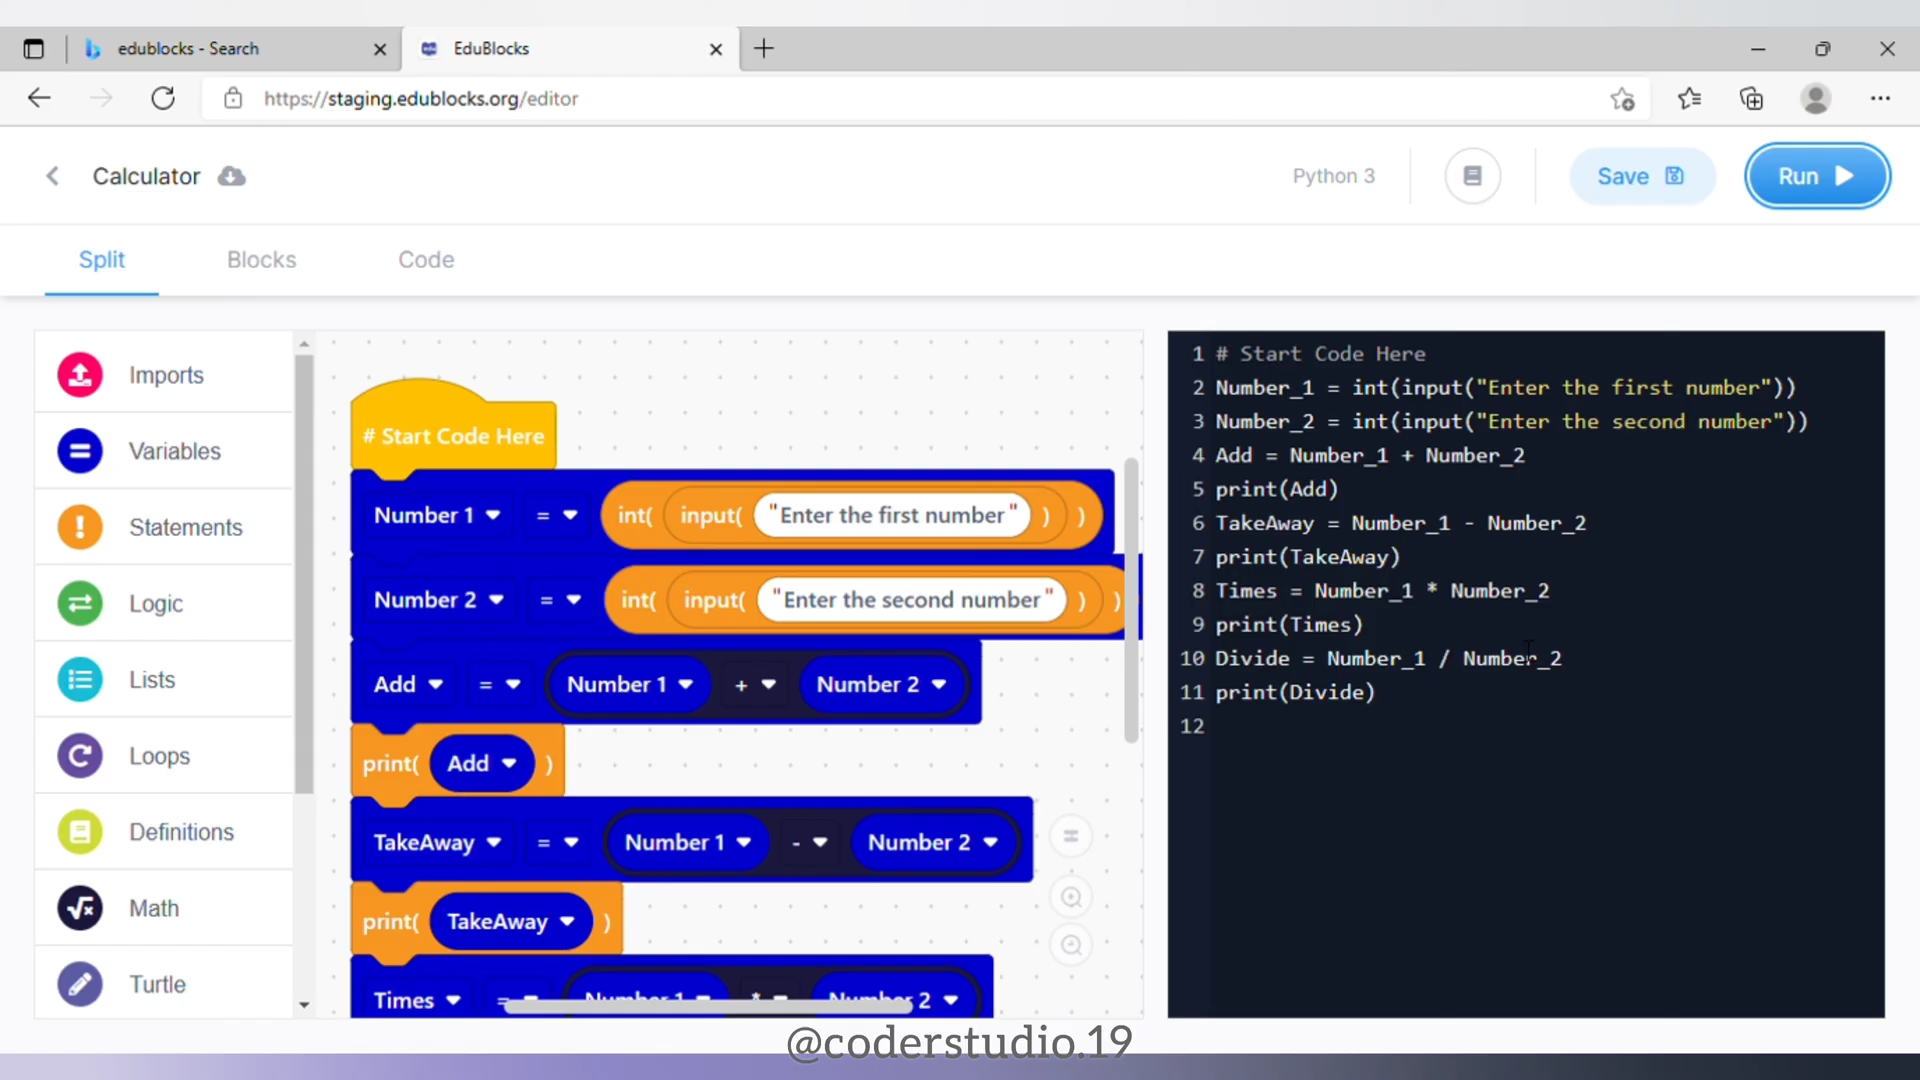 edublocks - Search
EduBlocks
https://staging.edublocks.org/editor
Calculator
Python 3
Save
Run
Split
Blocks
Code
Imports
Variables
Statements
Logic
Lists
Loops
Definitions
Math
Turtle
# Start Code Here
Number 1 = int( input( "Enter the first number" ) )
Number 2 = int( input( "Enter the second number" ) )
Add = Number 1 + Number 2
print( Add )
TakeAway = Number 1 - Number 2
print( TakeAway )
Times = Number 1 * Number 2
1 # Start Code Here
2 Number_1 = int(input("Enter the first number"))
3 Number_2 = int(input("Enter the second number"))
4 Add = Number_1 + Number_2
5 print(Add)
6 TakeAway = Number_1 - Number_2
7 print(TakeAway)
8 Times = Number_1 * Number_2
9 print(Times)
10 Divide = Number_1 / Number_2
11 print(Divide)
12
@coderstudio.19